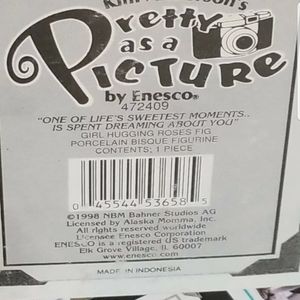 Pretty
as a
Picture
by Enesco®
472409
"ONE OF LIFE'S SWEETEST MOMENTS..
IS SPENT DREAMING ABOUT YOU"
GIRL HUGGING ROSES FIG
PORCELAIN BISQUE FIGURINE
CONTENTS: 1 PIECE
0 45544 53658 5
©1998 NBM Bahner Studios AG
Licensed by Alaska Momma, Inc.
All rights reserved worldwide
Licensee Enesco Corporation
ENESCO is a registered US trademark
Elk Grove Village, IL 60007
www.enesco.com
MADE IN INDONESIA